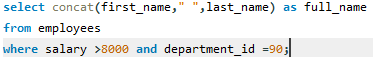 select concat(first_name," ",last_name) as full_name
from employees
where salary >8000 and department_id =90;